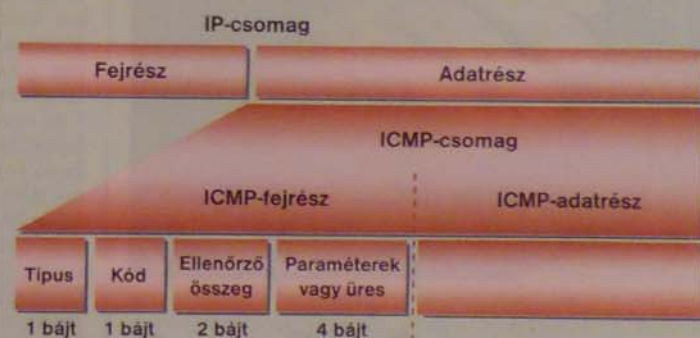 IP-csomag
Fejrész
Adatrész
ICMP-csomag
ICMP-fejrész
ICMP-adatrész
Típus
Kód
Ellenőrző
összeg
Paraméterek
vagy üres
1 bájt
1 bájt
2 bájt
4 bájt